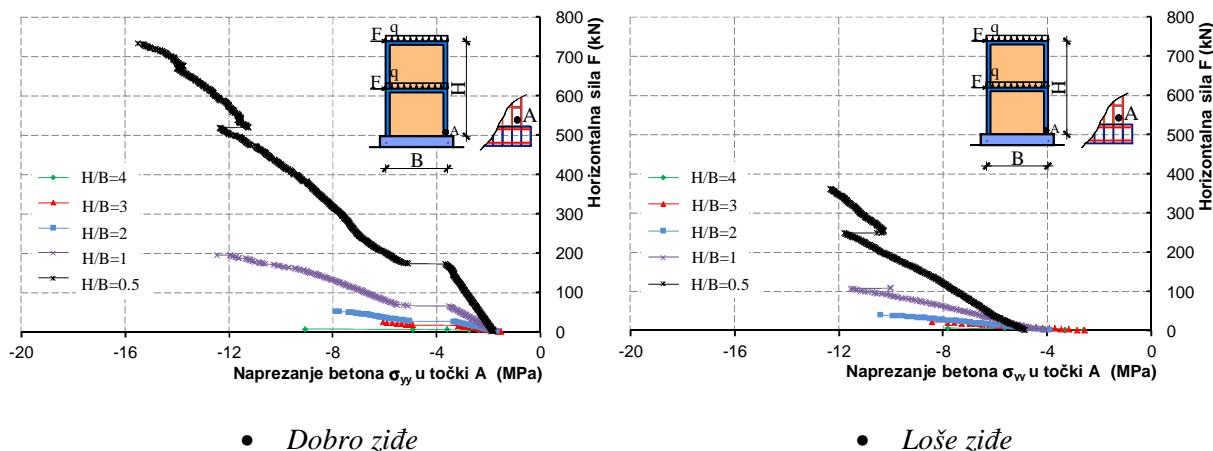 800
700
600
500
400
300
200
100
0
Horizontalna sila F (kN)
-20
-16
-12
-8
-4
0
Naprezanje betona σyy u točki A (MPa)
H/B=4
H/B=3
H/B=2
H/B=1
H/B=0.5
q
F
q
F
H
A
B
A
• Dobro ziđe
800
700
600
500
400
300
200
100
0
Horizontalna sila F (kN)
-20
-16
-12
-8
-4
0
Naprezanje betona σyy u točki A (MPa)
H/B=4
H/B=3
H/B=2
H/B=1
H/B=0.5
q
F
q
F
H
A
B
A
• Loše ziđe